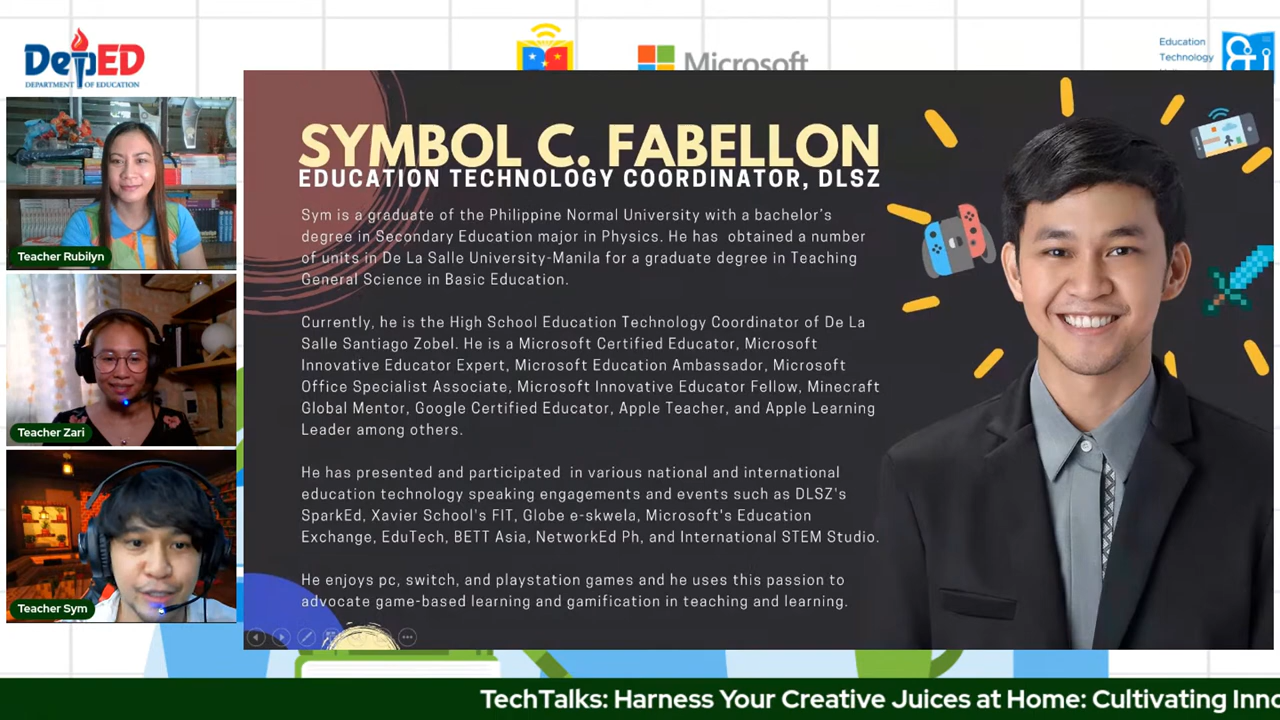 DepED
DEPARTMENT OF EDUCATION
Microsoft
Education
Technology
Teacher Rubilyn
Teacher Zari
Teacher Sym
SYMBOL C. FABELLON
EDUCATION TECHNOLOGY COORDINATOR, DLSZ
Sym is a graduate of the Philippine Normal University with a bachelor's
degree in Secondary Education major in Physics. He has obtained a number
of units in De La Salle University-Manila for a graduate degree in Teaching
General Science in Basic Education.
Currently, he is the High School Education Technology Coordinator of De La
Salle Santiago Zobel. He is a Microsoft Certified Educator, Microsoft
Innovative Educator Expert, Microsoft Education Ambassador, Microsoft
Office Specialist Associate, Microsoft Innovative Educator Fellow, Minecraft
Global Mentor, Google Certified Educator, Apple Teacher, and Apple Learning
Leader among others.
He has presented and participated in various national and international
education technology speaking engagements and events such as DLSZ's
SparkEd, Xavier School's FIT, Globe e-skwela, Microsoft's Education
Exchange, EduTech, BETT Asia, NetworkEd Ph, and International STEM Studio.
He enjoys pc, switch, and playstation games and he uses this passion to
advocate game-based learning and gamification in teaching and learning.
TechTalks: Harness Your Creative Juices at Home: Cultivating Inno